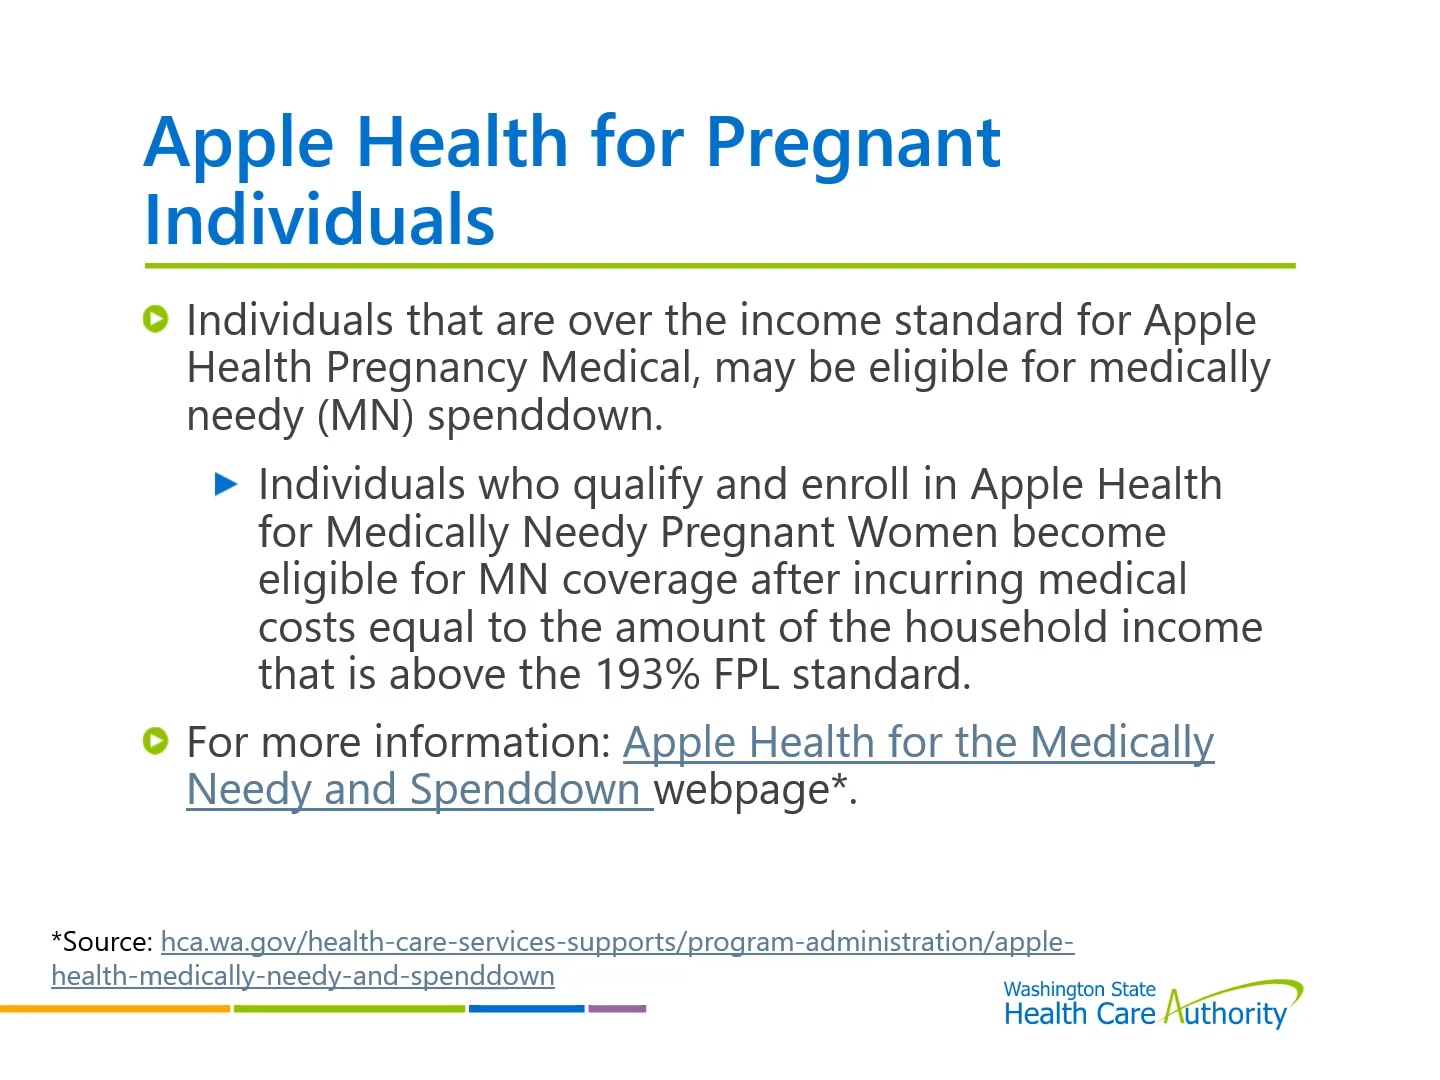 Apple Health for Pregnant
Individuals
Individuals that are over the income standard for Apple
Health Pregnancy Medical, may be eligible for medically
needy (MN) spenddown.
Individuals who qualify and enroll in Apple Health
for Medically Needy Pregnant Women become
eligible for MN coverage after incurring medical
costs equal to the amount of the household income
that is above the 193% FPL standard.
For more information: Apple Health for the Medically
Needy and Spenddown webpage*.
*Source: hca.wa.gov/health-care-services-supports/program-administration/apple-
health-medically-needy-and-spenddown
Washington State
Health Care Authority